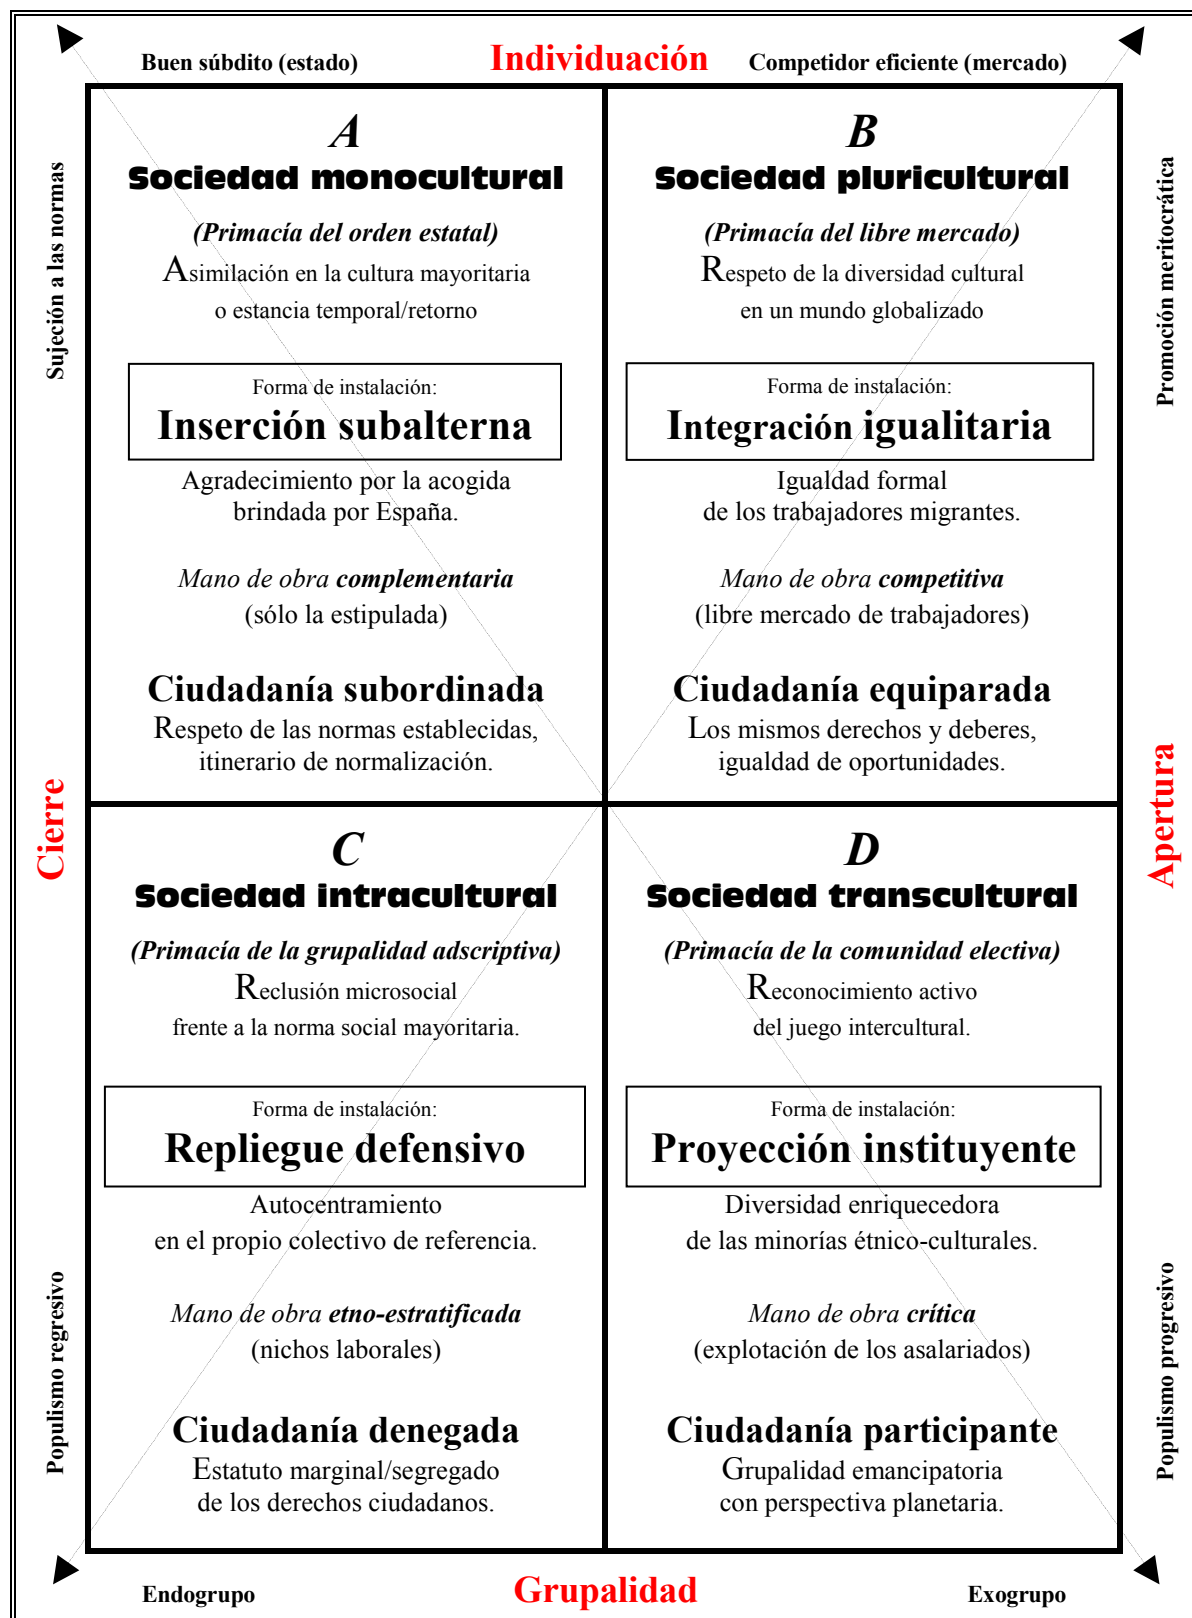 Buen súbdito (estado)
Individuación
Competidor eficiente (mercado)
Sujeción a las normas
Cierre
Populismo regresivo
A
Sociedad monocultural
(Primacía del orden estatal)
Asimilación en la cultura mayoritaria
o estancia temporal/retorno
Forma de instalación:
Inserción subalterna
Agradecimiento por la acogida
brindada por España.
Mano de obra complementaria
(sólo la estipulada)
Ciudadanía subordinada
Respeto de las normas establecidas,
itinerario de normalización.
B
Sociedad pluricultural
(Primacía del libre mercado)
Respeto de la diversidad cultural
en un mundo globalizado
Forma de instalación:
Integración igualitaria
Igualdad formal
de los trabajadores migrantes.
Mano de obra competitiva
(libre mercado de trabajadores)
Ciudadanía equiparada
Los mismos derechos y deberes,
igualdad de oportunidades.
C
Sociedad intracultural
(Primacía de la grupalidad adscriptiva)
Reclusión microsocial
frente a la norma social mayoritaria.
Forma de instalación:
Repliegue defensivo
Autocentramiento
en el propio colectivo de referencia.
Mano de obra etno-estratificada
(nichos laborales)
Ciudadanía denegada
Estatuto marginal/segregado
de los derechos ciudadanos.
D
Sociedad transcultural
(Primacía de la comunidad electiva)
Reconocimiento activo
del juego intercultural.
Forma de instalación:
Proyección instituyente
Diversidad enriquecedora
de las minorías étnico-culturales.
Mano de obra crítica
(explotación de los asalariados)
Ciudadanía participante
Grupalidad emancipatoria
con perspectiva planetaria.
Promoción meritocrática
Apertura
Populismo progresivo
Endogrupo
Grupalidad
Exogrupo